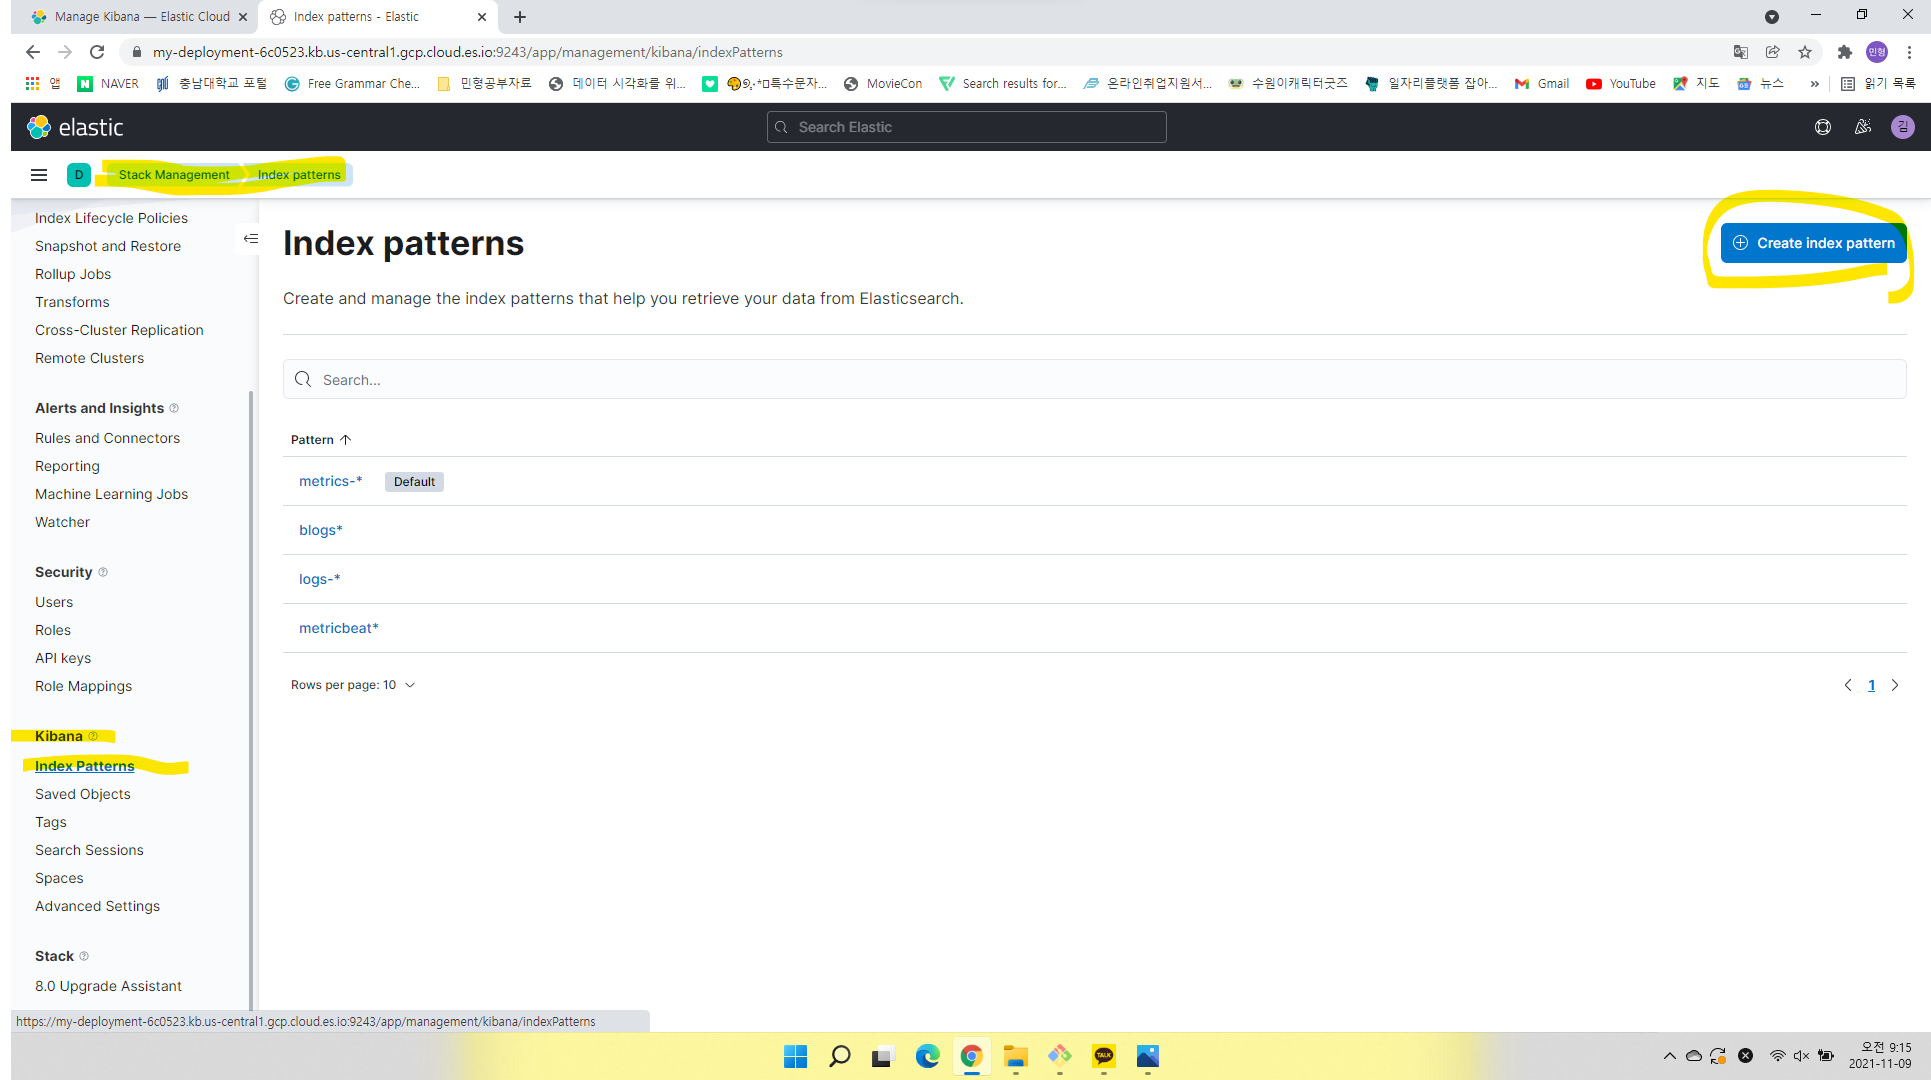 Manage Kibana — Elastic Cloud
Index patterns - Elastic
my-deployment-6c0523.kb.us-central1.gcp.cloud.es.io:9243/app/management/kibana/indexPatterns
민형
앱
NAVER
충남대학교 포털
Free Grammar Che...
민형공부자료
데이터 시각화를 위...
특수문자...
MovieCon
Search results for...
온라인취업지원서...
수원이캐릭터굿즈
일자리플랫폼 잡아...
Gmail
YouTube
지도
뉴스
»
읽기 목록
elastic
Search Elastic
김
D
Stack Management
Index patterns
Index Lifecycle Policies
Snapshot and Restore
Rollup Jobs
Transforms
Cross-Cluster Replication
Remote Clusters
Alerts and Insights
Rules and Connectors
Reporting
Machine Learning Jobs
Watcher
Security
Users
Roles
API keys
Role Mappings
Kibana
Index Patterns
Saved Objects
Tags
Search Sessions
Spaces
Advanced Settings
Stack
8.0 Upgrade Assistant
Index patterns
Create index pattern
Create and manage the index patterns that help you retrieve your data from Elasticsearch.
Search...
Pattern ↑
metrics-* Default
blogs*
logs-*
metricbeat*
Rows per page: 10
1
https://my-deployment-6c0523.kb.us-central1.gcp.cloud.es.io:9243/app/management/kibana/indexPatterns
TALK
오전 9:15
2021-11-09